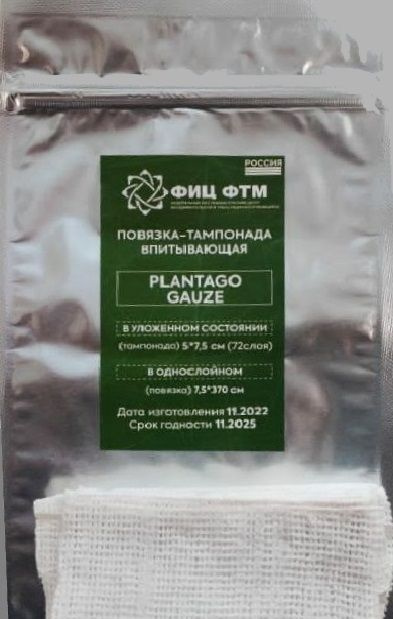 РОССИЯ
ФИЦ ФТМ
ПОВЯЗКА-ТАМПОНАДА
ВПИТЫВАЮЩАЯ
PLANTAGO
GAUZE
В УЛОЖЕННОМ СОСТОЯНИИ
(тампонада) 5*7,5 см (72слоя)
В ОДНОСЛОЙНОМ
(повязка) 7,5*370 см
Дата изготовления 11.2022
Срок годности 11.2025